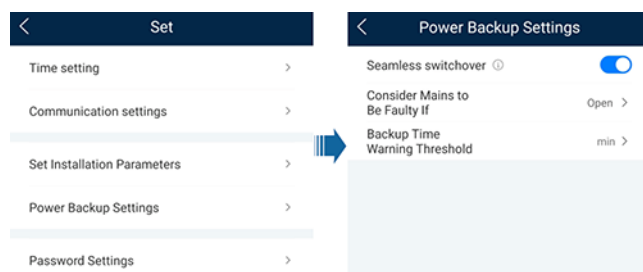 Set
Time setting
Communication settings
Set Installation Parameters
Power Backup Settings
Password Settings
Power Backup Settings
Seamless switchover
Consider Mains to
Be Faulty If
Open
Backup Time
Warning Threshold
min